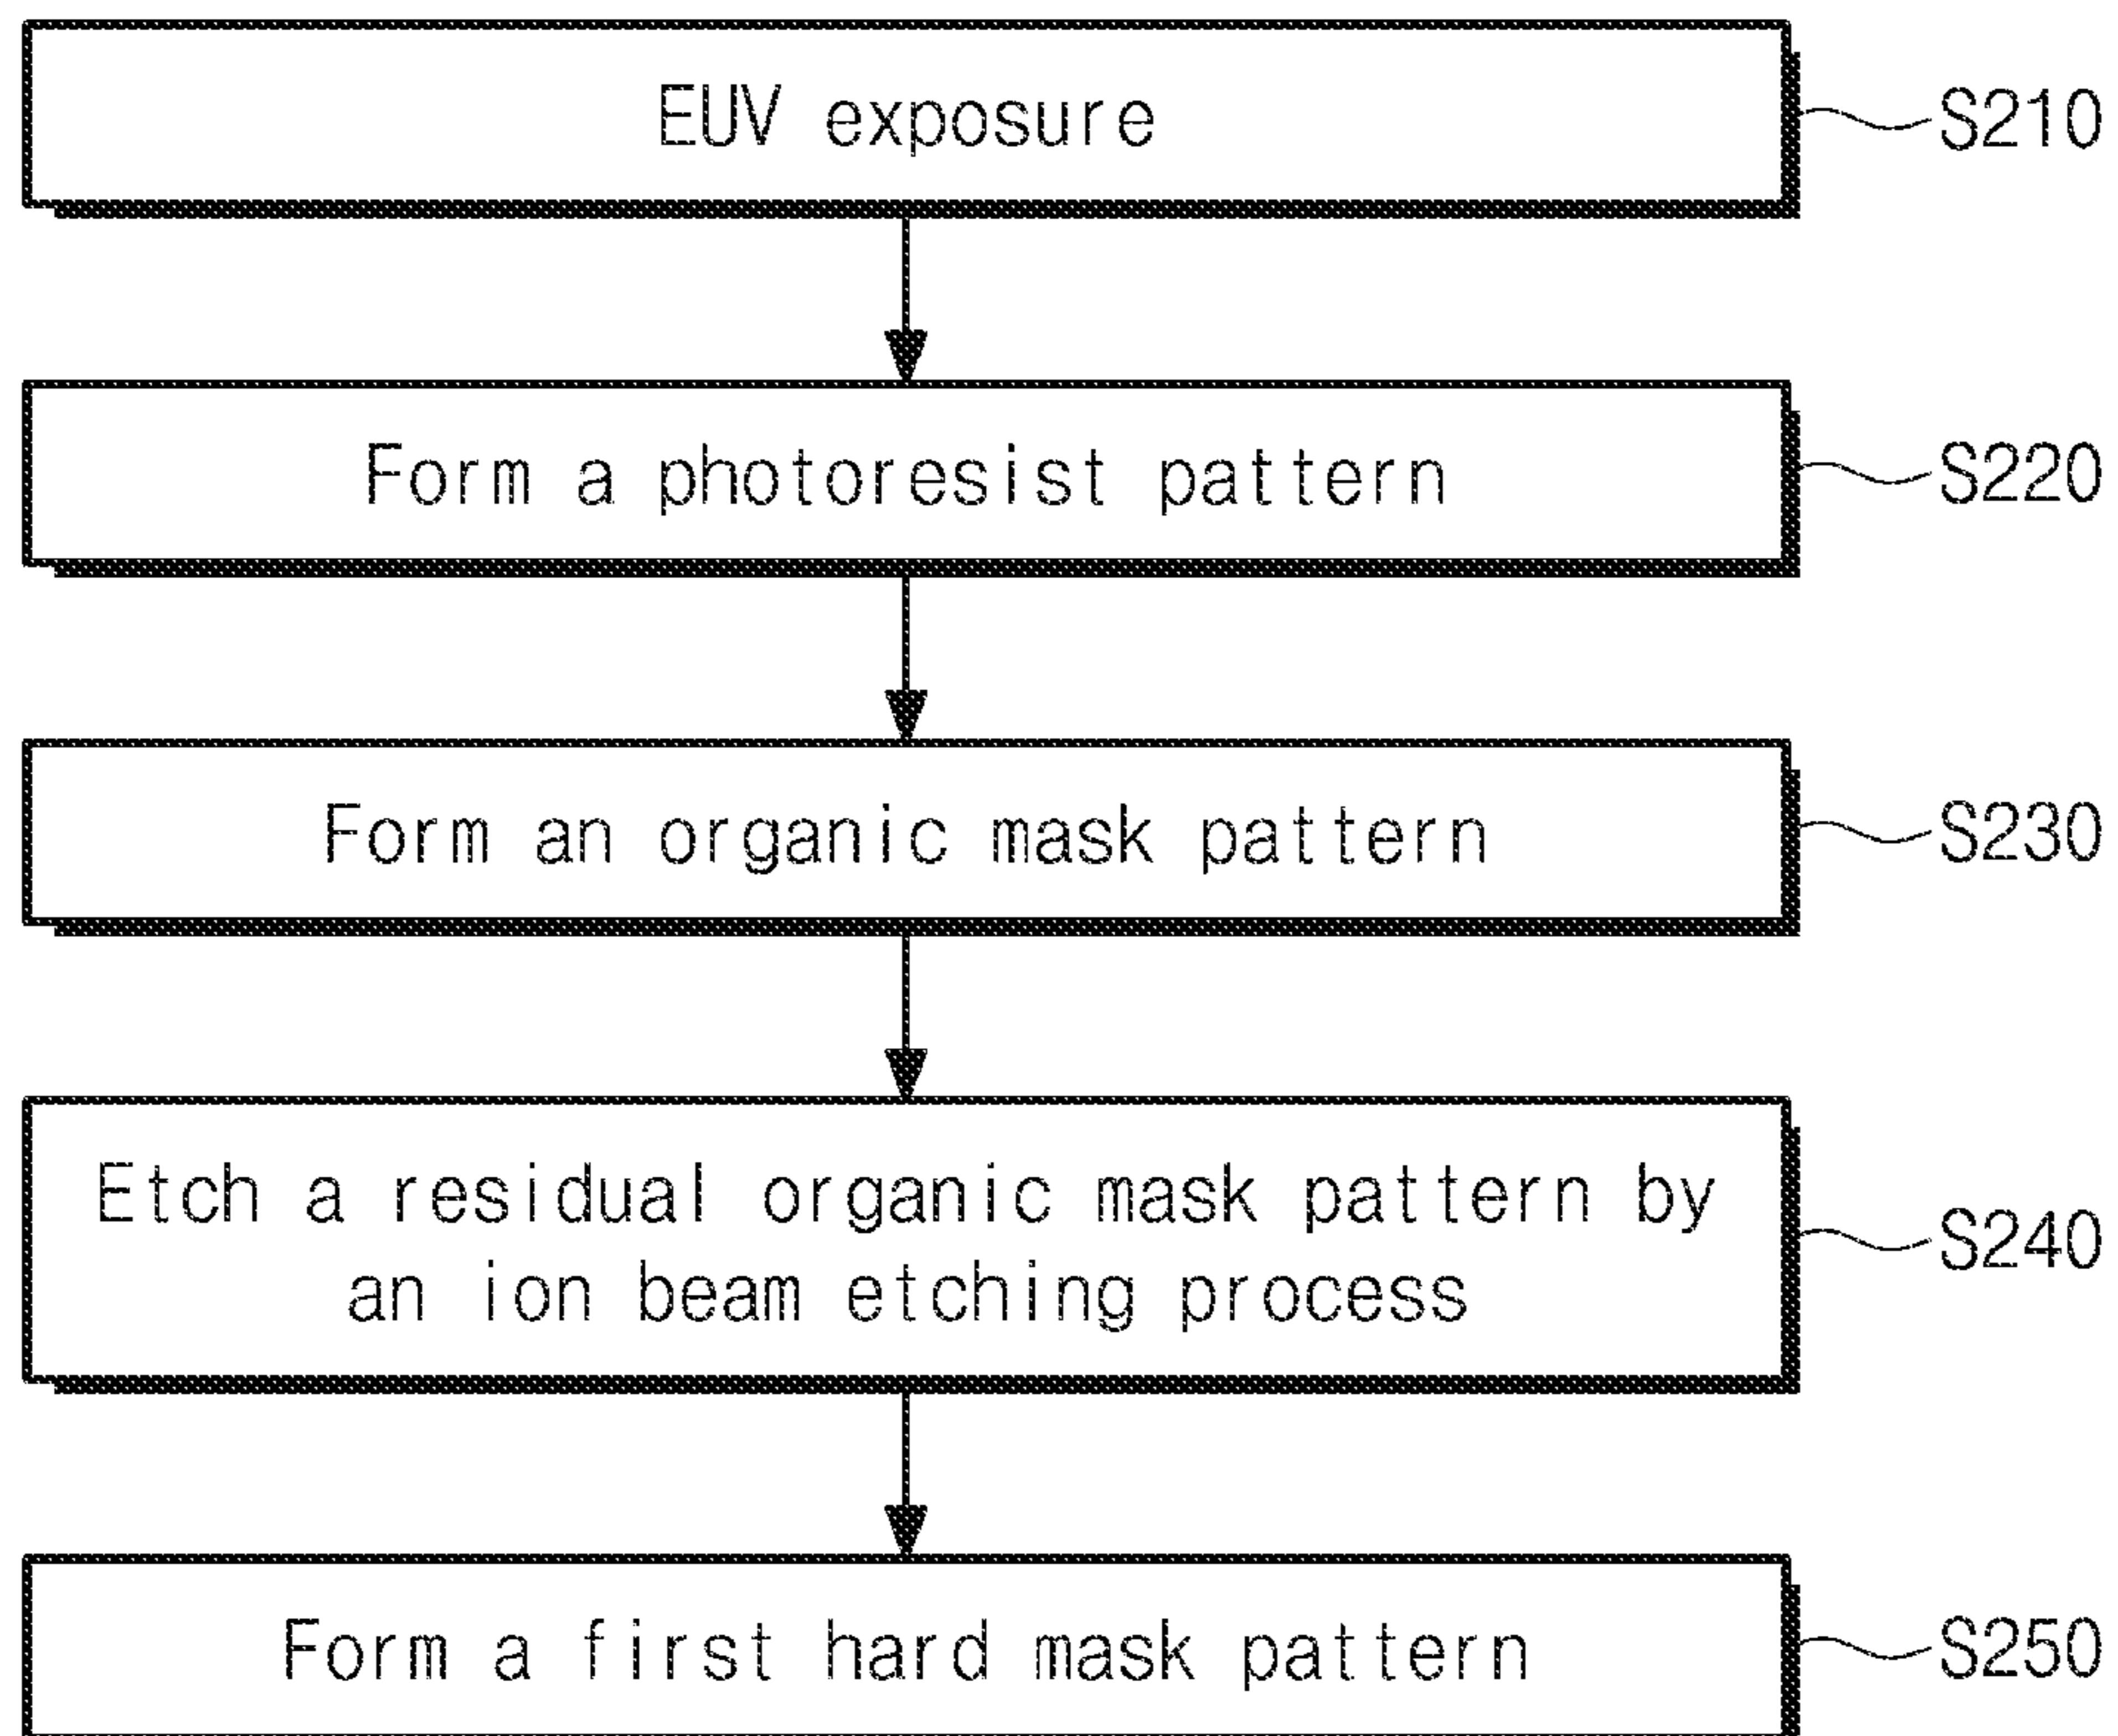 EUV exposure
S210
Form a photoresist pattern
S220
Form an organic mask pattern
S230
Etch a residual organic mask pattern by
an ion beam etching process
S240
Form a first hard mask pattern
S250